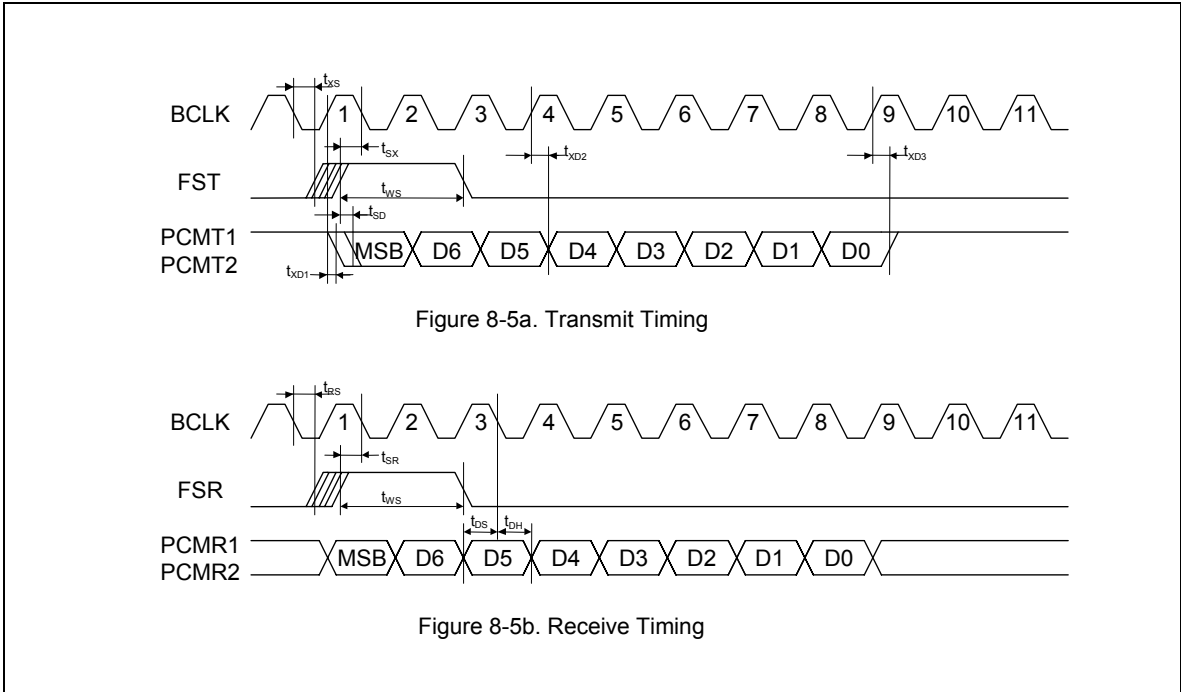 t_XS
BCLK 1 2 3 4 5 6 7 8 9 10 11
t_SX t_XD2 t_XD3
FST
t_WS
t_SD
PCMT1
PCMT2
MSB D6 D5 D4 D3 D2 D1 D0
t_XD1
Figure 8-5a. Transmit Timing
t_RS
BCLK 1 2 3 4 5 6 7 8 9 10 11
t_SR
FSR
t_WS
t_DS t_DH
PCMR1
PCMR2
MSB D6 D5 D4 D3 D2 D1 D0
Figure 8-5b. Receive Timing